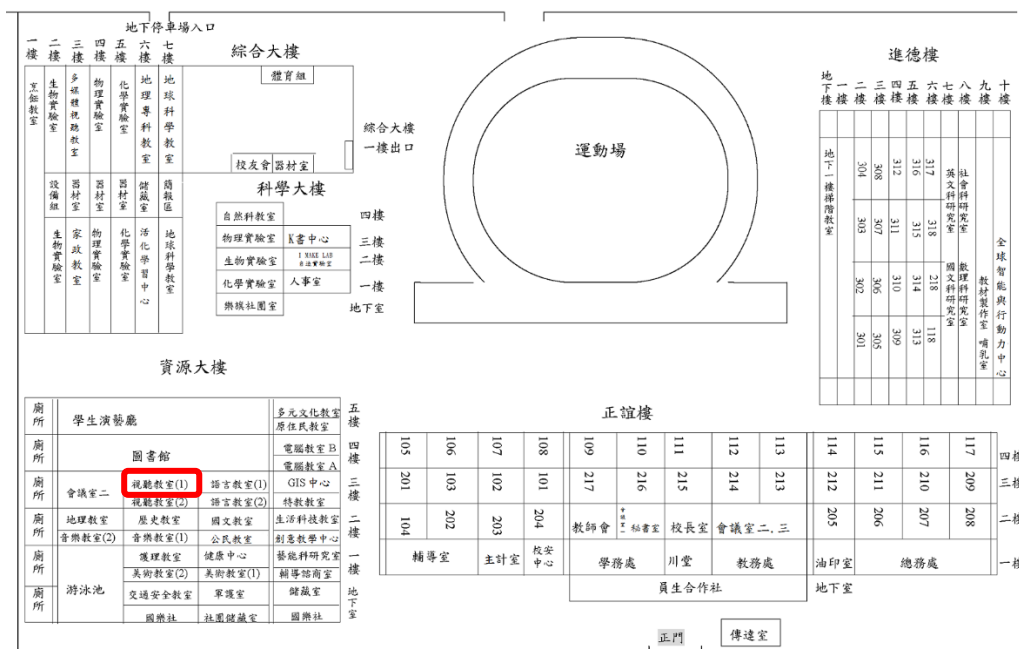 地下停車場入口
一樓 二樓 三樓 四樓 五樓 六樓 七樓
綜合大樓
烹飪教室 生物實驗室 多媒體視聽教室 物理實驗室 化學實驗室 地理專科教室 地球科學教室
體育組
校友會 器材室
綜合大樓
一樓出口
設備組 器材室 器材室 器材室 儲藏室 簡報區
生物實驗室 家政教室 物理實驗室 化學實驗室 活化學習中心 地球科學教室
科學大樓
自然科教室 四樓
物理實驗室 K書中心 三樓
生物實驗室 I MAKE LAB 自造實驗室 二樓
化學實驗室 人事室 一樓
樂旗社團室 地下室
運動場
進德樓
地下樓 一樓 二樓 三樓 四樓 五樓 六樓 七樓 八樓 九樓 十樓
地下一樓階梯教室
304 308 312 316 317 英文科研究室 社會科研究室
303 307 311 315 318
302 306 310 314 218 國文科研究室 數理科研究室
301 305 309 313 118
教材製作室 哺乳室
全球智能與行動力中心
資源大樓
廁所 學生演藝廳 多元文化教室 原住民教室 五樓
廁所 圖書館 電腦教室 B 電腦教室 A 四樓
廁所 會議室二 視聽教室(1) 語言教室(1) GIS 中心 三樓
視聽教室(2) 語言教室(2) 特教教室
廁所 地理教室 歷史教室 國文教室 生活科技教室 二樓
音樂教室(2) 音樂教室(1) 公民教室 創意教學中心
廁所 護理教室 健康中心 藝能科研究室 一樓
美術教室(2) 美術教室(1) 輔導諮商室
廁所 游泳池 交通安全教室 軍護室 儲藏室 地下室
國樂社 社團儲藏室 國樂社
正誼樓
105 106 107 108 109 110 111 112 113 114 115 116 117 四樓
201 103 102 101 217 216 215 214 213 212 211 210 209 三樓
104 202 203 204 教師會 秘書室 校長室 會議室二.三 205 206 207 208 二樓
輔導室 主計室 校安中心 學務處 川堂 教務處 油印室 總務處 一樓
員生合作社 地下室
正門 傳達室